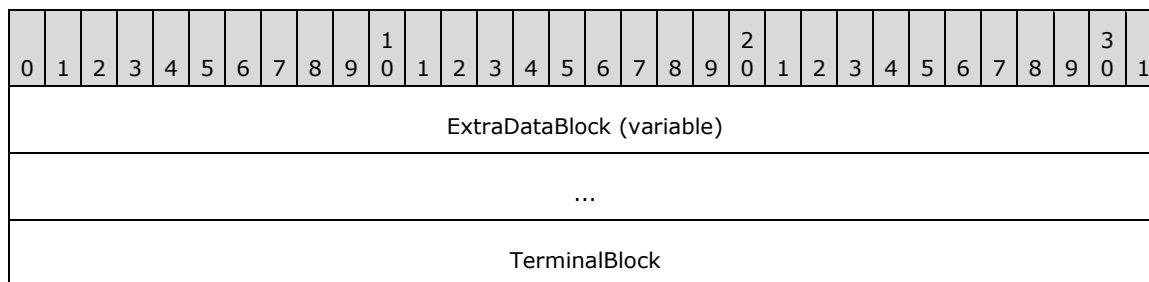 1 2 3
0 1 2 3 4 5 6 7 8 9 0 1 2 3 4 5 6 7 8 9 0 1 2 3 4 5 6 7 8 9 0 1
ExtraDataBlock (variable)
...
TerminalBlock